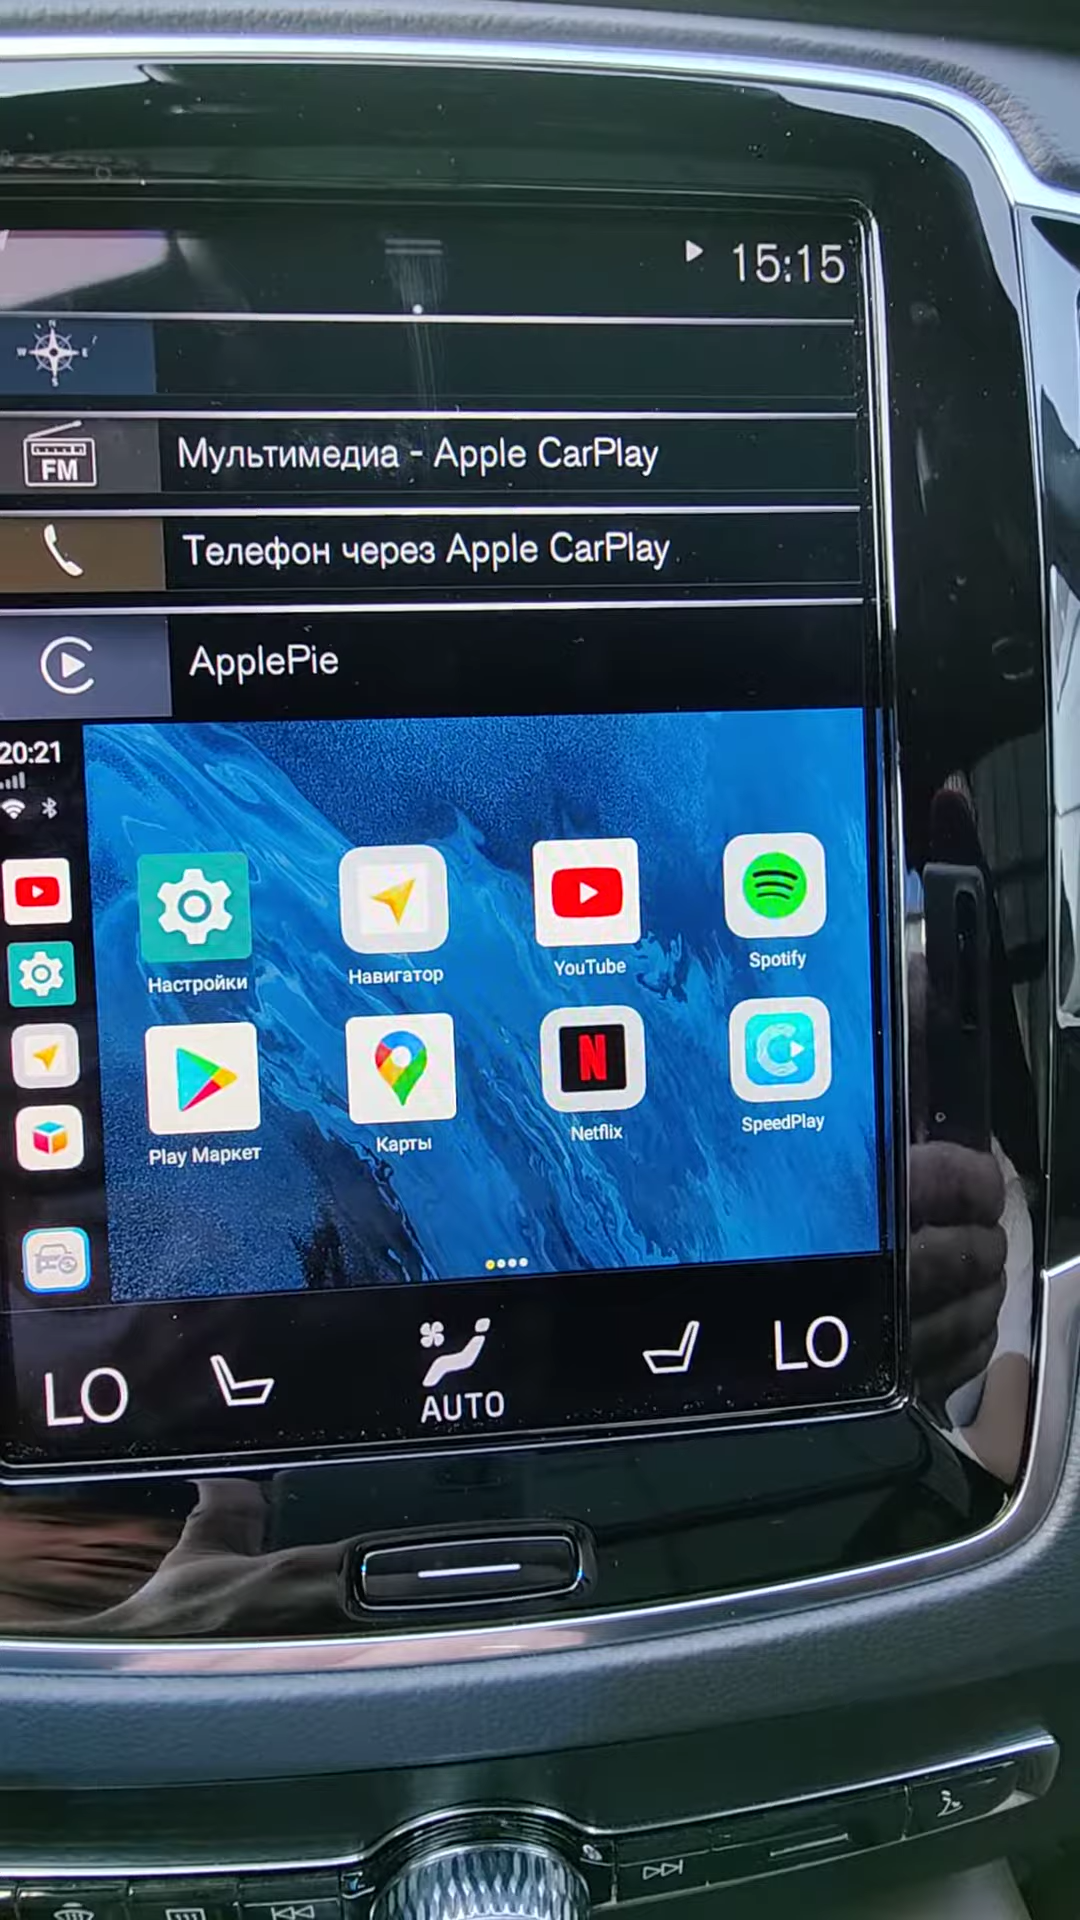 15:15
N
W E
S
FM
Мультимедиа - Apple CarPlay
Телефон через Apple CarPlay
ApplePie
20:21
Настройки
Навигатор
YouTube
Spotify
Play Маркет
Карты
N
Netflix
SpeedPlay
LO
AUTO
LO